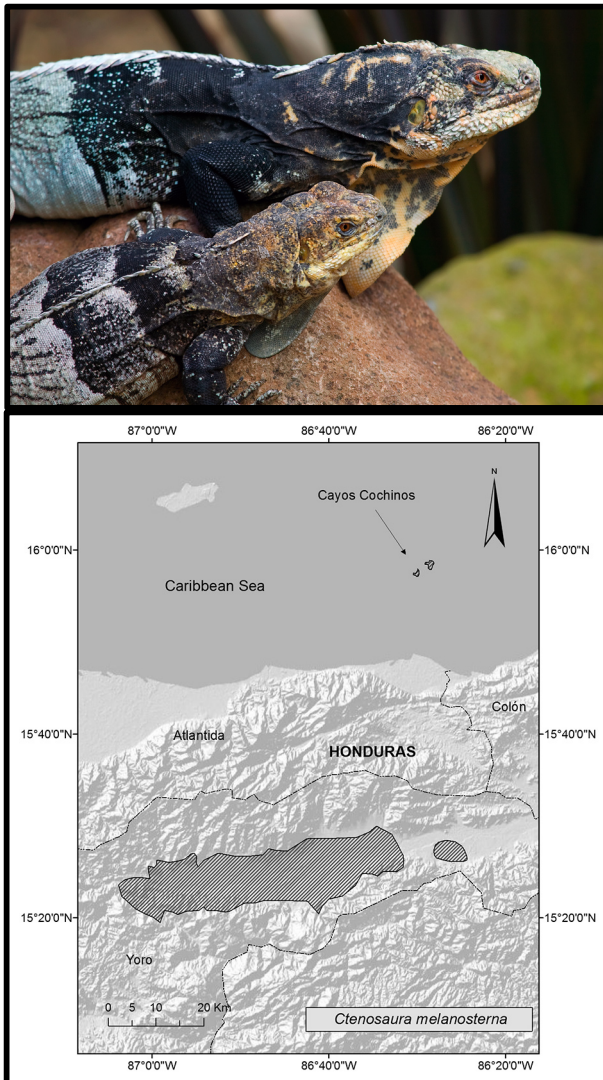 87°0'0"W 86°40'0"W 86°20'0"W
N
Cayos Cochinos
16°0'0"N 16°0'0"N
Caribbean Sea
Colón
15°40'0"N Atlantida 15°40'0"N
HONDURAS
15°20'0"N 15°20'0"N
Yoro
0 5 10 20 Km
Ctenosaura melanosterna
87°0'0"W 86°40'0"W 86°20'0"W